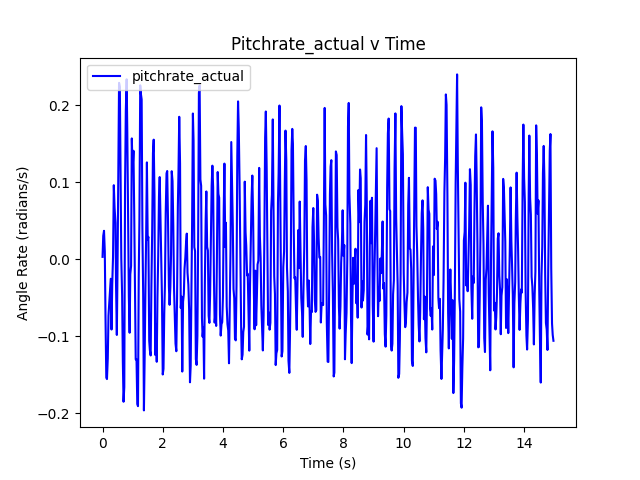 Pitchrate_actual v Time
pitchrate_actual
Angle Rate (radians/s)
0.2
0.1
0.0
−0.1
−0.2
0 2 4 6 8 10 12 14
Time (s)